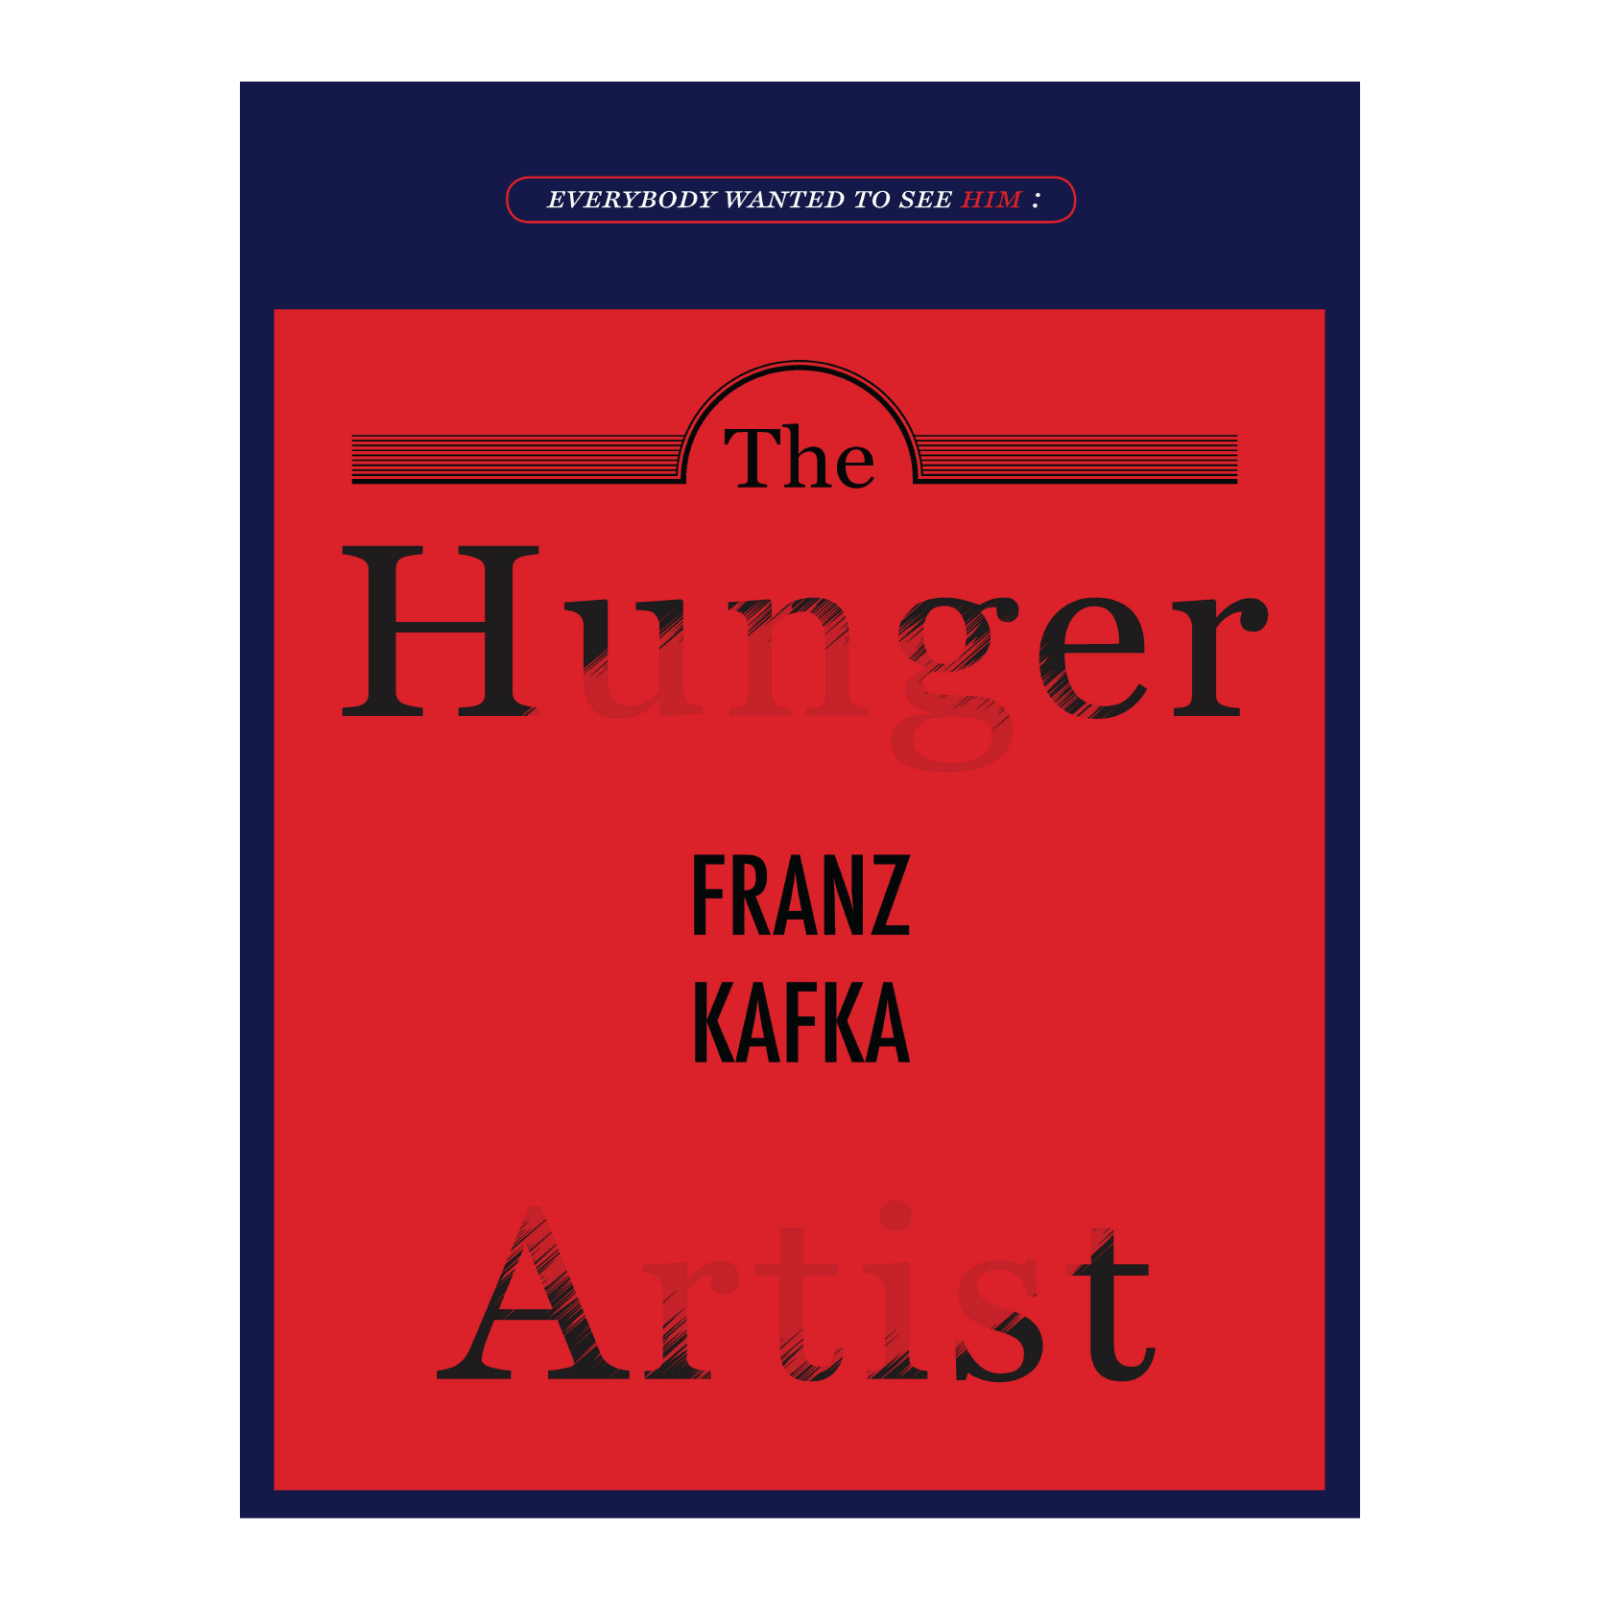 EVERYBODY WANTED TO SEE HIM :
The
Hunger
FRANZ
KAFKA
Artist